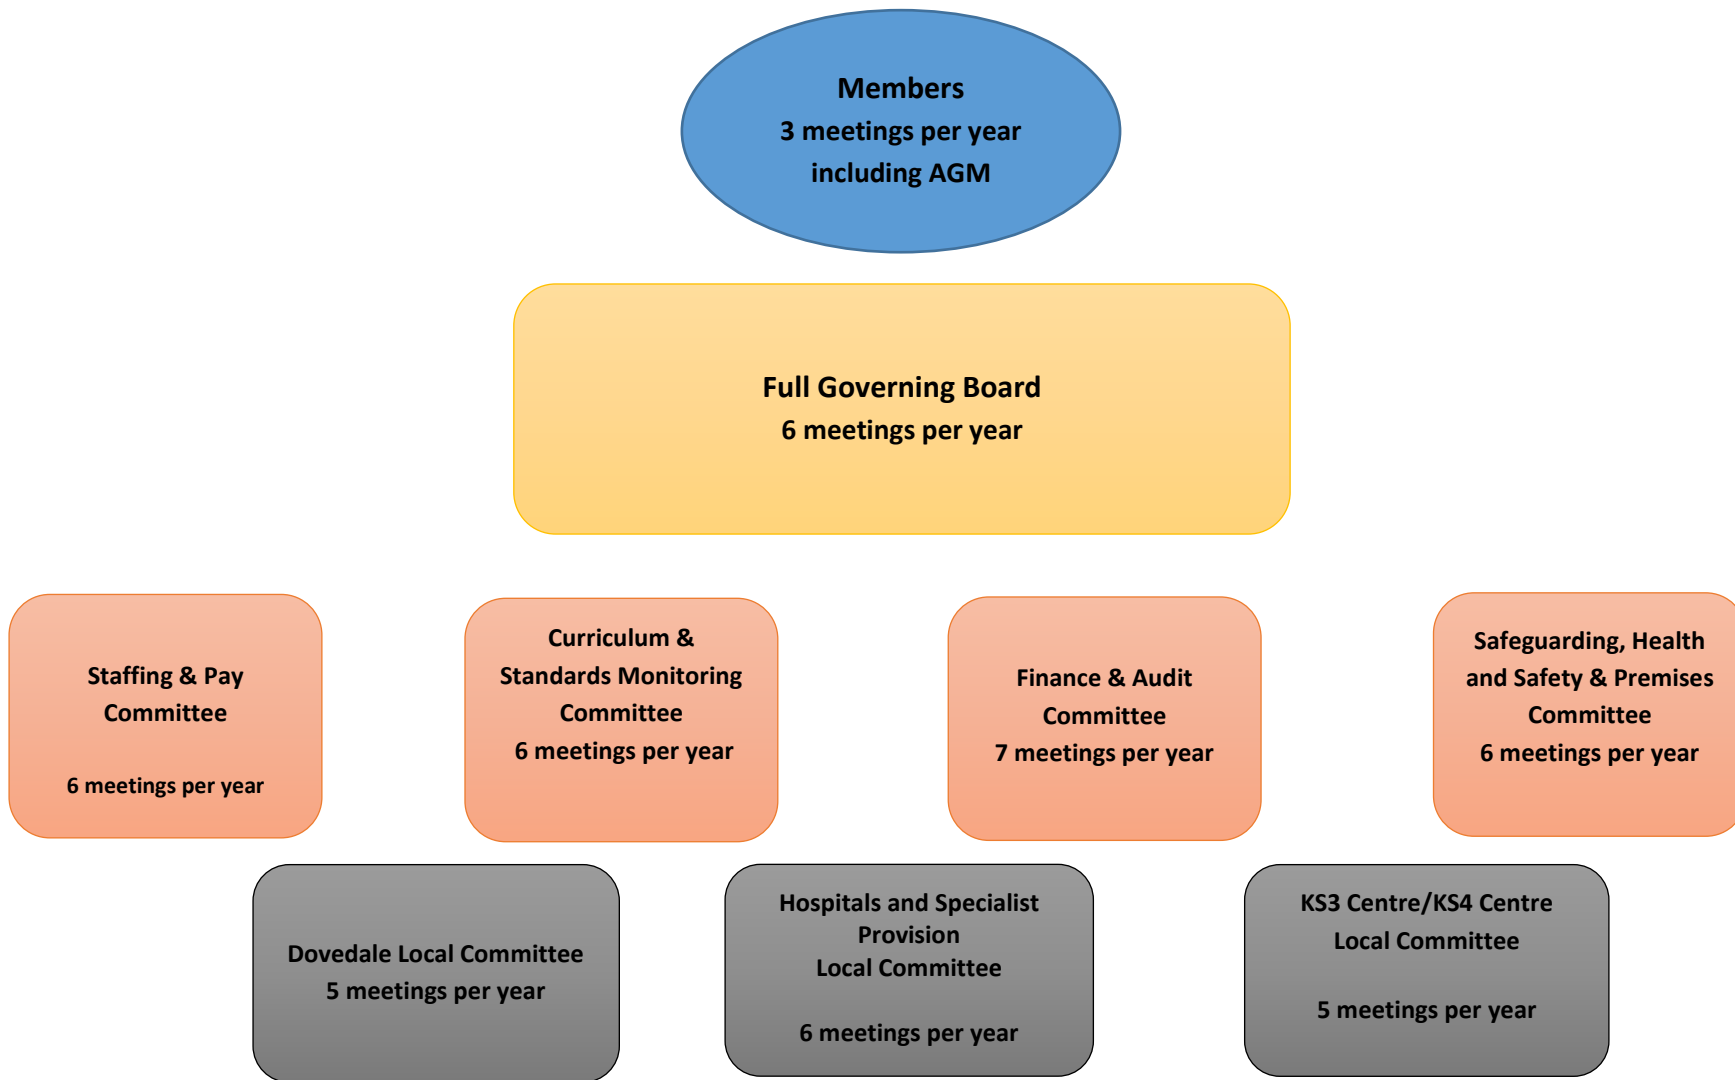 Members
3 meetings per year
including AGM
Full Governing Board
6 meetings per year
Staffing & Pay
Committee
6 meetings per year
Curriculum &
Standards Monitoring
Committee
6 meetings per year
Finance & Audit
Committee
7 meetings per year
Safeguarding, Health
and Safety & Premises
Committee
6 meetings per year
Dovedale Local Committee
5 meetings per year
Hospitals and Specialist
Provision
Local Committee
6 meetings per year
KS3 Centre/KS4 Centre
Local Committee
5 meetings per year